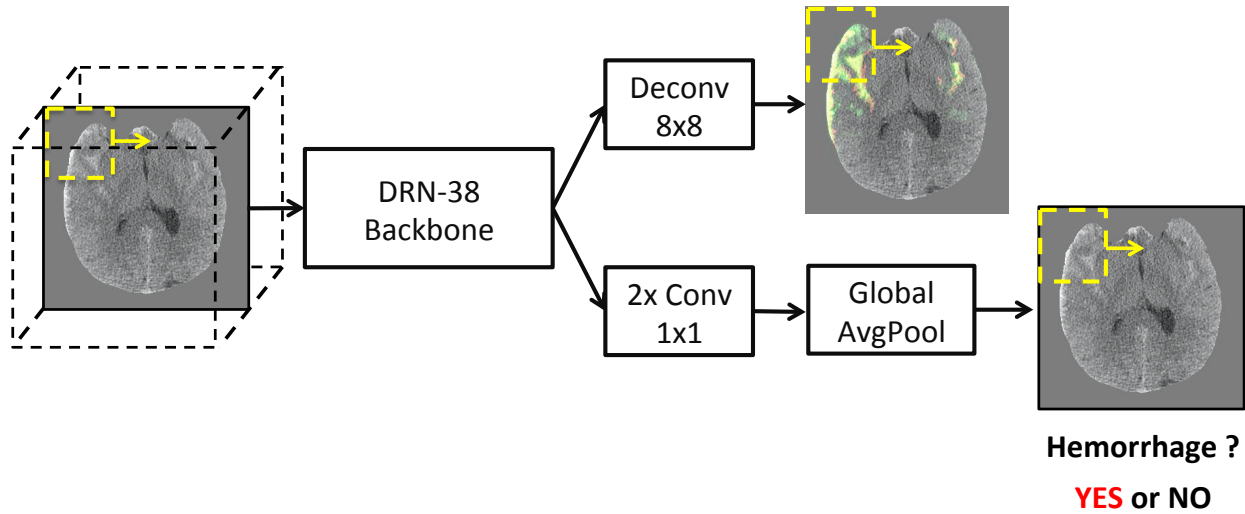 Deconv
8x8
DRN-38
Backbone
2x Conv
1x1
Global
AvgPool
Hemorrhage ?
YES or NO